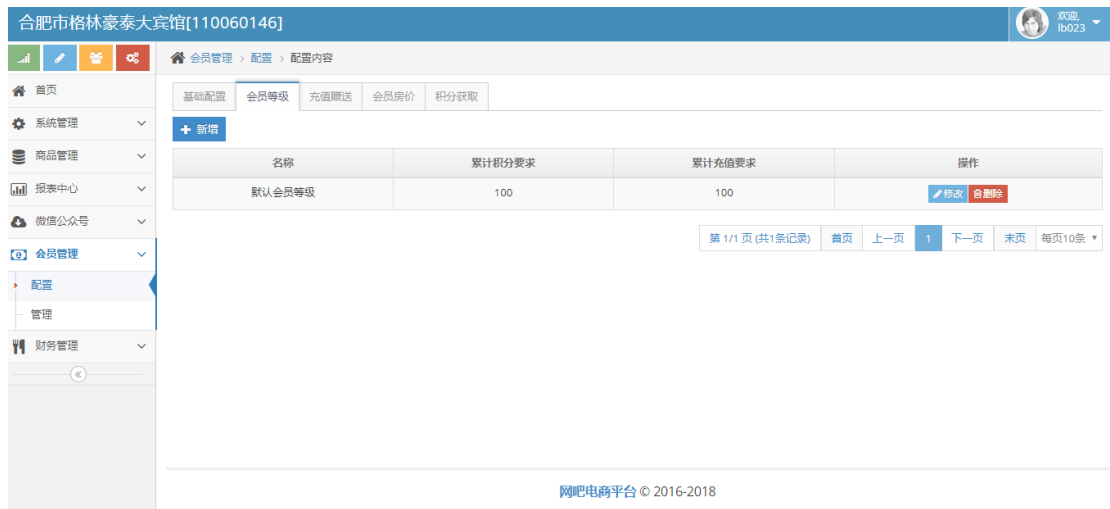 合肥市格林豪泰大宾馆[110060146]
欢迎,
lb023
首页
系统管理
商品管理
报表中心
微信公众号
会员管理
配置
管理
财务管理
会员管理 > 配置 > 配置内容
基础配置 会员等级 充值赠送 会员房价 积分获取
新增
名称 累计积分要求 累计充值要求 操作
默认会员等级 100 100 修改 删除
第 1/1 页 (共1条记录) 首页 上一页 1 下一页 末页 每页10条
网吧电商平台 © 2016-2018